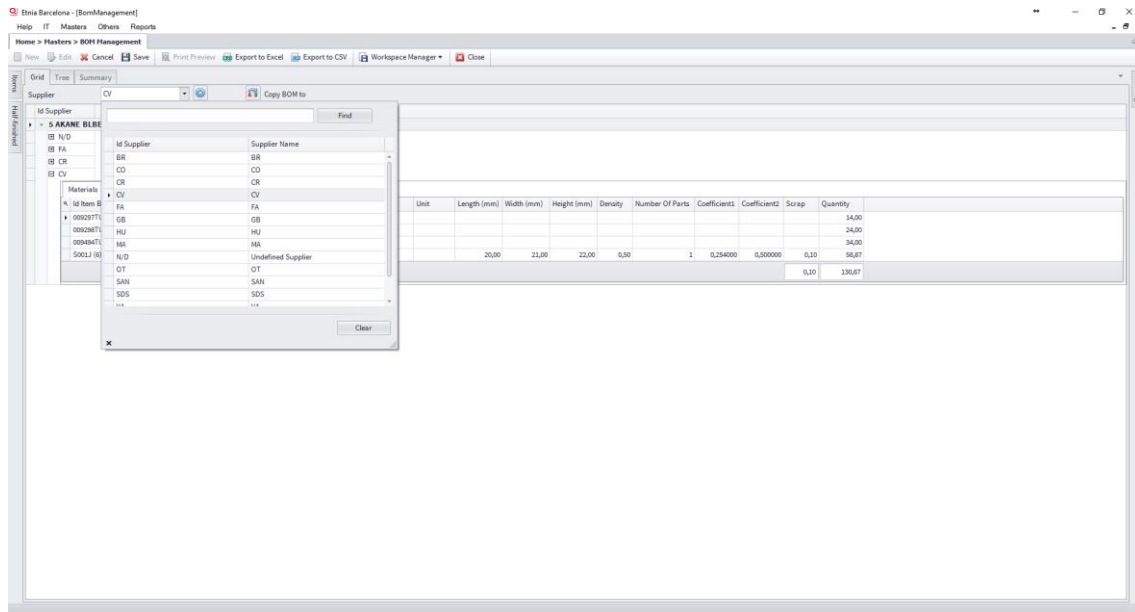 Etnia Barcelona - [BomManagement]
Help IT Masters Others Reports
Home > Masters > BOM Management
New Edit Cancel Save Print Preview Export to Excel Export to CSV Workspace Manager Close
Items
Half-finished
Grid Tree Summary
Supplier CV Copy BOM to
Id Supplier
5 AKANE BLBE
N/D
FA
CR
CV
Find
Id Supplier Supplier Name
BR BR
CO CO
CR CR
CV CV
FA FA
GB GB
HU HU
MA MA
N/D Undefined Supplier
OT OT
SAN SAN
SDS SDS
Clear
Materials
Id Item B Unit Length (mm) Width (mm) Height (mm) Density Number Of Parts Coefficient1 Coefficient2 Scrap Quantity
009297TU 14,00
009298TU 24,00
009494TU 34,00
S001J (6) 20,00 21,00 22,00 0,50 1 0,254000 0,500000 0,10 58,67
0,10 130,67